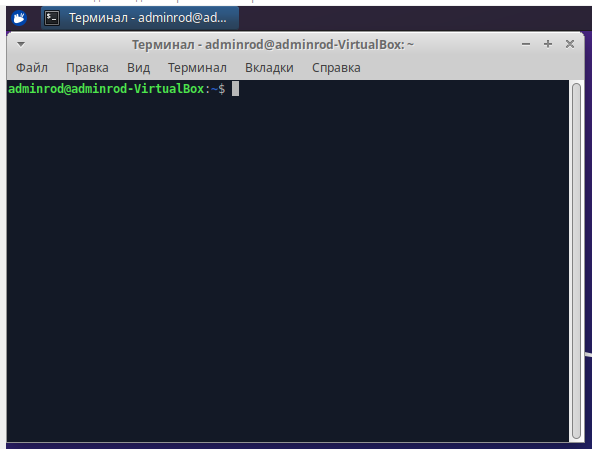 Терминал - adminrod@ad...
Терминал - adminrod@adminrod-VirtualBox: ~
Файл Правка Вид Терминал Вкладки Справка
adminrod@adminrod-VirtualBox:~$